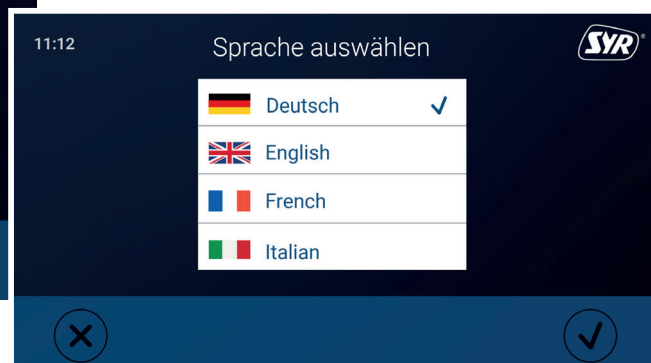 11:12
Sprache auswählen
SYR®
Deutsch
English
French
Italian